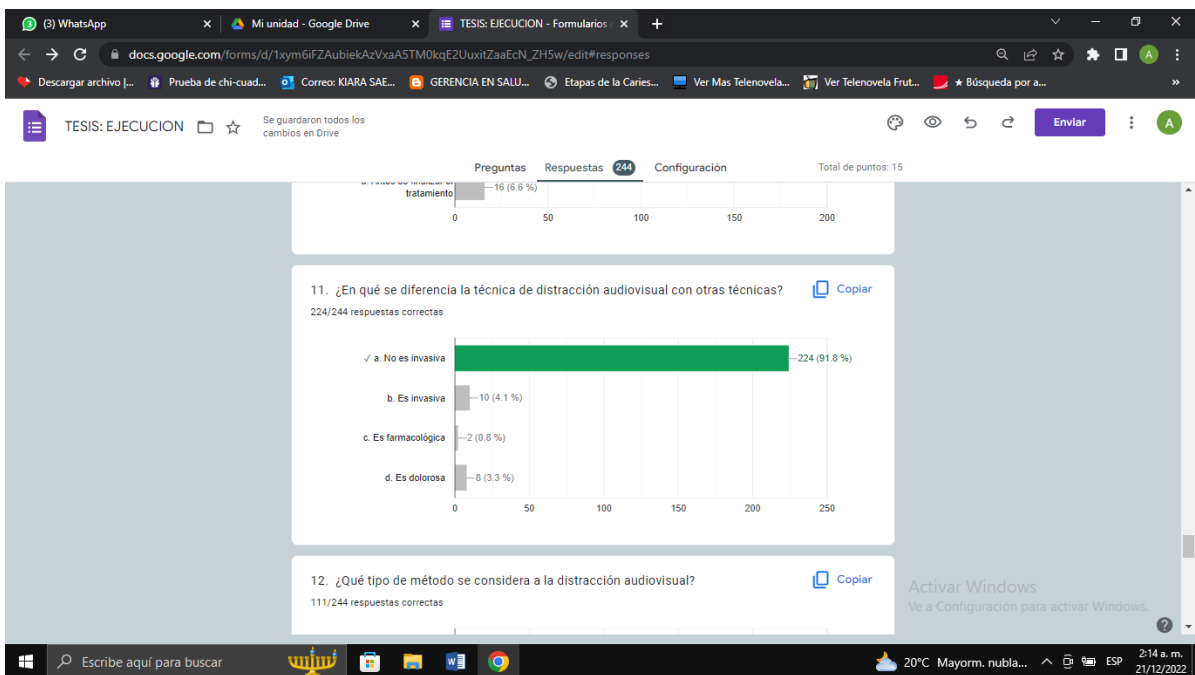 (3) WhatsApp
Mi unidad - Google Drive
TESIS: EJECUCION - Formularios
docs.google.com/forms/d/1xym6iFZAubiekAzVxaA5TM0kqE2UuxitZaaEcN_ZH5w/edit#responses
Descargar archivo |... Prueba de chi-cuad... Correo: KIARA SAE... GERENCIA EN SALU... Etapas de la Caries... Ver Mas Telenovela... Ver Telenovela Frut... ★ Búsqueda por a... »
TESIS: EJECUCION
Se guardaron todos los
cambios en Drive
Enviar
A
Preguntas Respuestas 244 Configuración Total de puntos: 15
tratamiento
16 (6.6 %)
0 50 100 150 200
11. ¿En qué se diferencia la técnica de distracción audiovisual con otras técnicas?
Copiar
224/244 respuestas correctas
✓ a. No es invasiva
224 (91.8 %)
b. Es invasiva
10 (4.1 %)
c. Es farmacológica
2 (0.8 %)
d. Es dolorosa
8 (3.3 %)
0 50 100 150 200 250
12. ¿Qué tipo de método se considera a la distracción audiovisual?
Copiar
111/244 respuestas correctas
Activar Windows
Ve a Configuración para activar Windows.
Escribe aquí para buscar
20°C Mayorm. nubla...
ESP
2:14 a. m.
21/12/2022